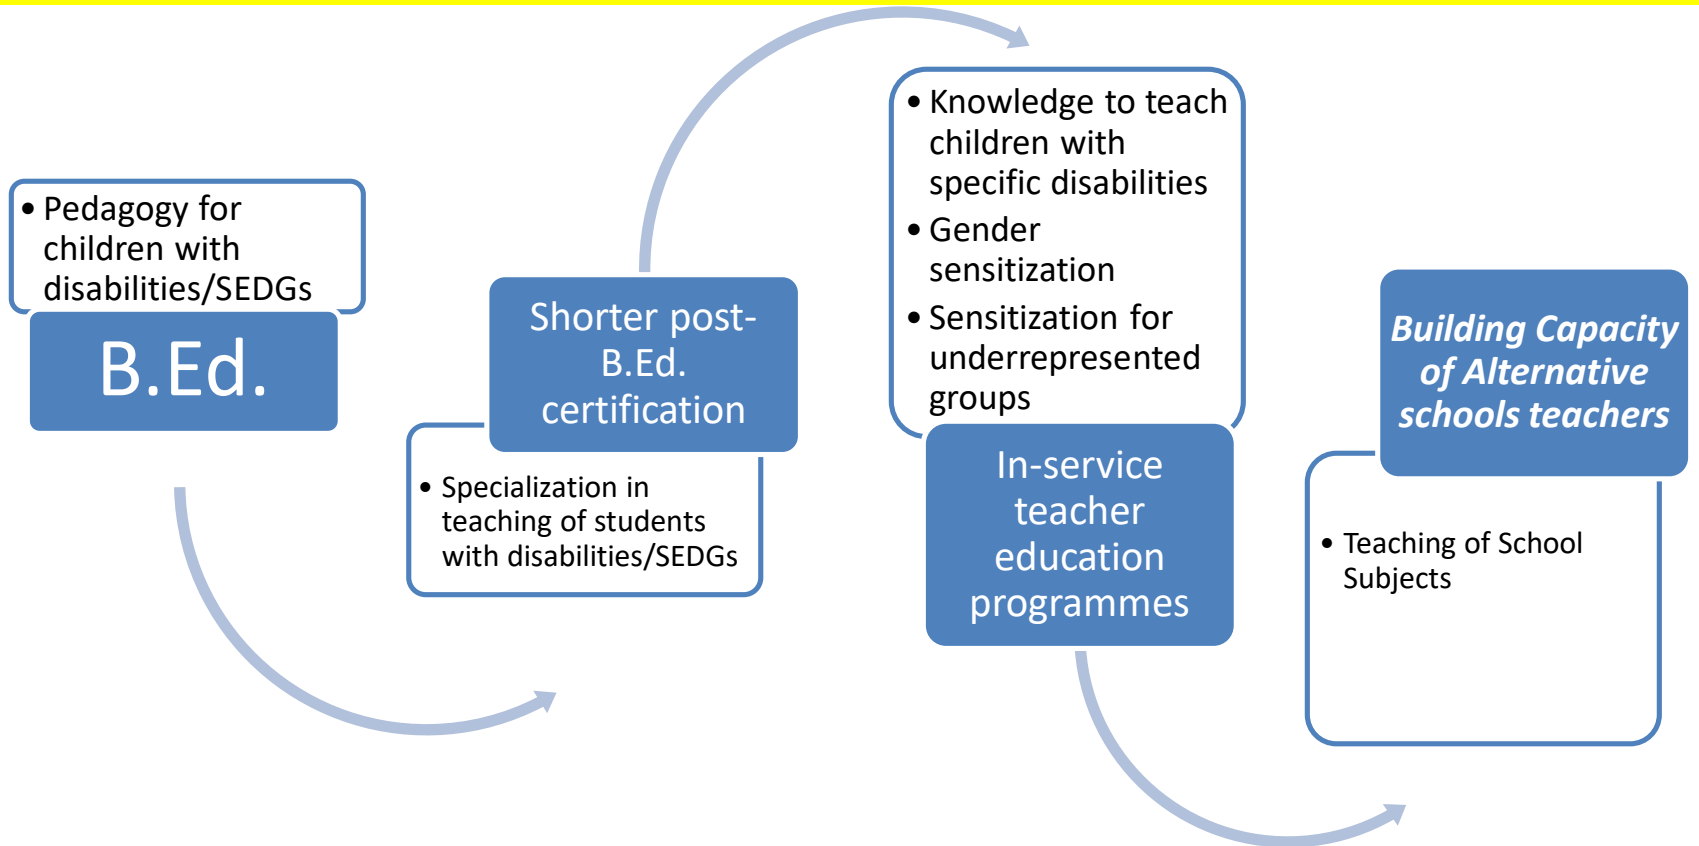 • Pedagogy for
children with
disabilities/SEDGs
B.Ed.
Shorter post-
B.Ed.
certification
• Specialization in
teaching of students
with disabilities/SEDGs
• Knowledge to teach
children with
specific disabilities
• Gender
sensitization
• Sensitization for
underrepresented
groups
In-service
teacher
education
programmes
Building Capacity
of Alternative
schools teachers
• Teaching of School
Subjects